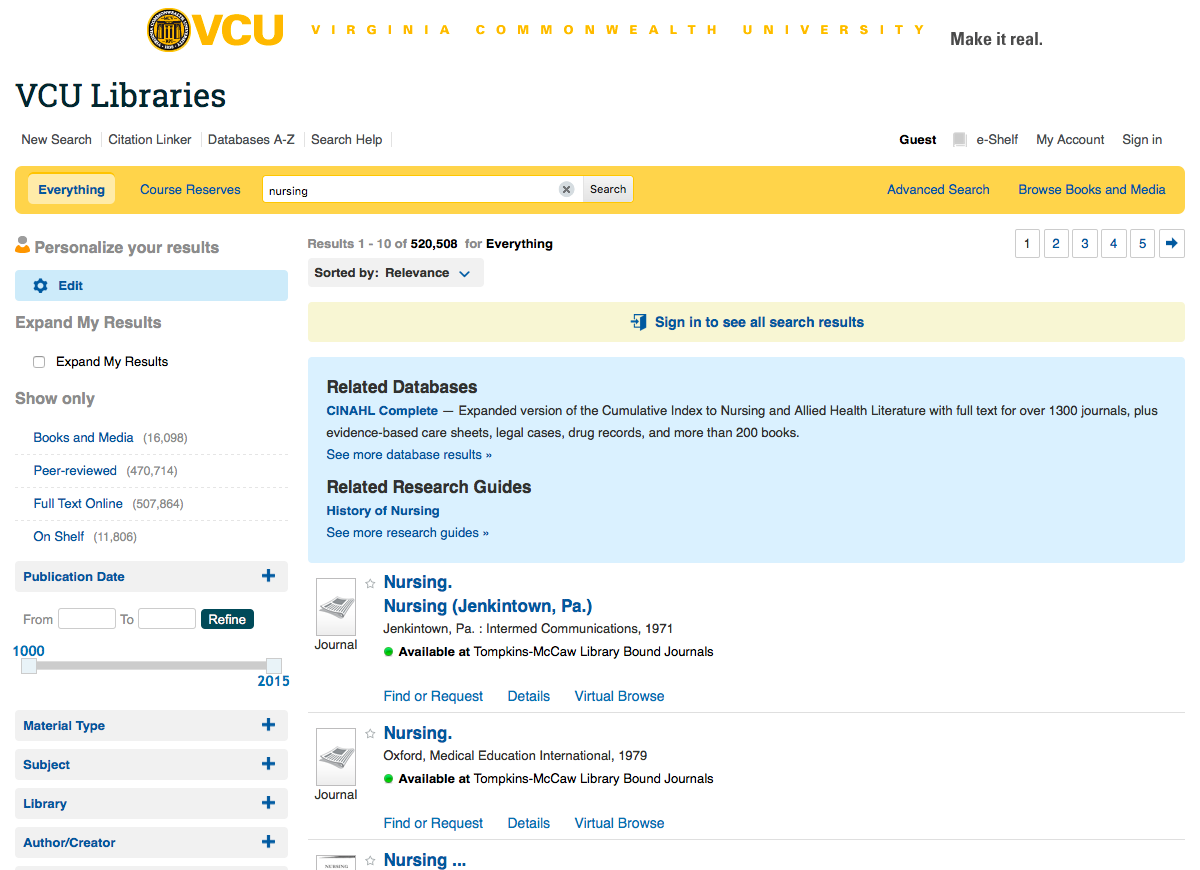 VCU VIRGINIA COMMONWEALTH UNIVERSITY Make it real.
VCU Libraries
New Search Citation Linker Databases A-Z Search Help Guest e-Shelf My Account Sign in
Everything Course Reserves nursing Search Advanced Search Browse Books and Media
Personalize your results
Edit
Expand My Results
Expand My Results
Show only
Books and Media (16,098)
Peer-reviewed (470,714)
Full Text Online (507,864)
On Shelf (11,806)
Publication Date
From To Refine
1000
2015
Material Type
Subject
Library
Author/Creator
Results 1 - 10 of 520,508 for Everything
1 2 3 4 5
Sorted by: Relevance
Sign in to see all search results
Related Databases
CINAHL Complete — Expanded version of the Cumulative Index to Nursing and Allied Health Literature with full text for over 1300 journals, plus
evidence-based care sheets, legal cases, drug records, and more than 200 books.
See more database results »
Related Research Guides
History of Nursing
See more research guides »
Nursing.
Nursing (Jenkintown, Pa.)
Jenkintown, Pa. : Intermed Communications, 1971
Journal
Available at Tompkins-McCaw Library Bound Journals
Find or Request Details Virtual Browse
Nursing.
Oxford, Medical Education International, 1979
Available at Tompkins-McCaw Library Bound Journals
Journal
Find or Request Details Virtual Browse
Nursing ...
NURSING